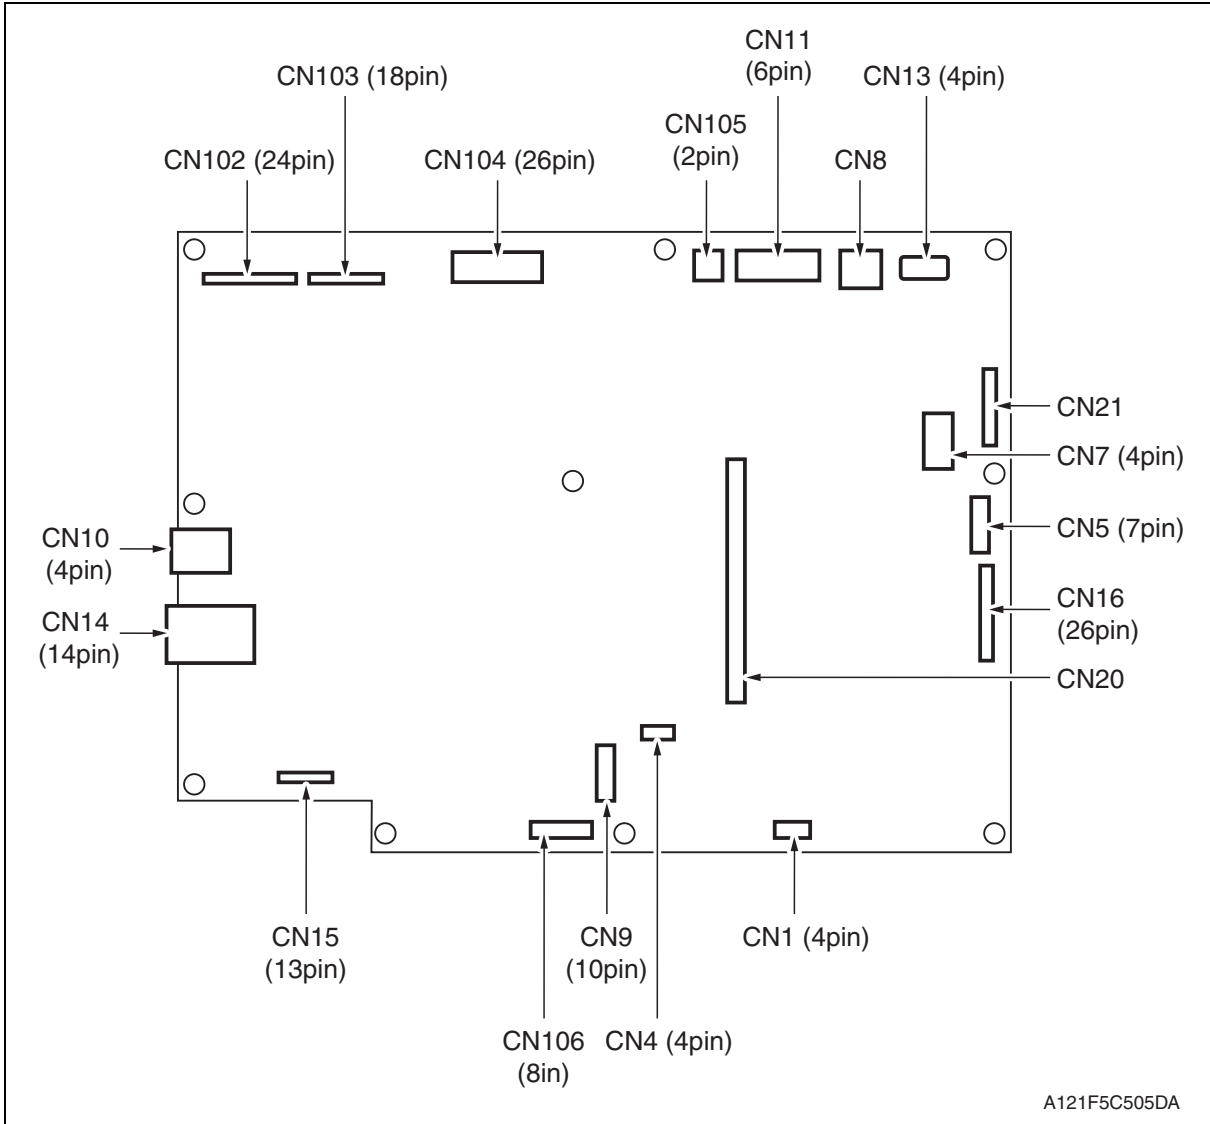 CN11
(6pin)
CN103 (18pin)
CN13 (4pin)
CN105
(2pin)
CN102 (24pin)
CN104 (26pin)
CN8
CN21
CN7 (4pin)
CN5 (7pin)
CN10
(4pin)
CN16
(26pin)
CN14
(14pin)
CN20
CN15
(13pin)
CN9
(10pin)
CN1 (4pin)
CN106
(8in)
CN4 (4pin)
A121F5C505DA